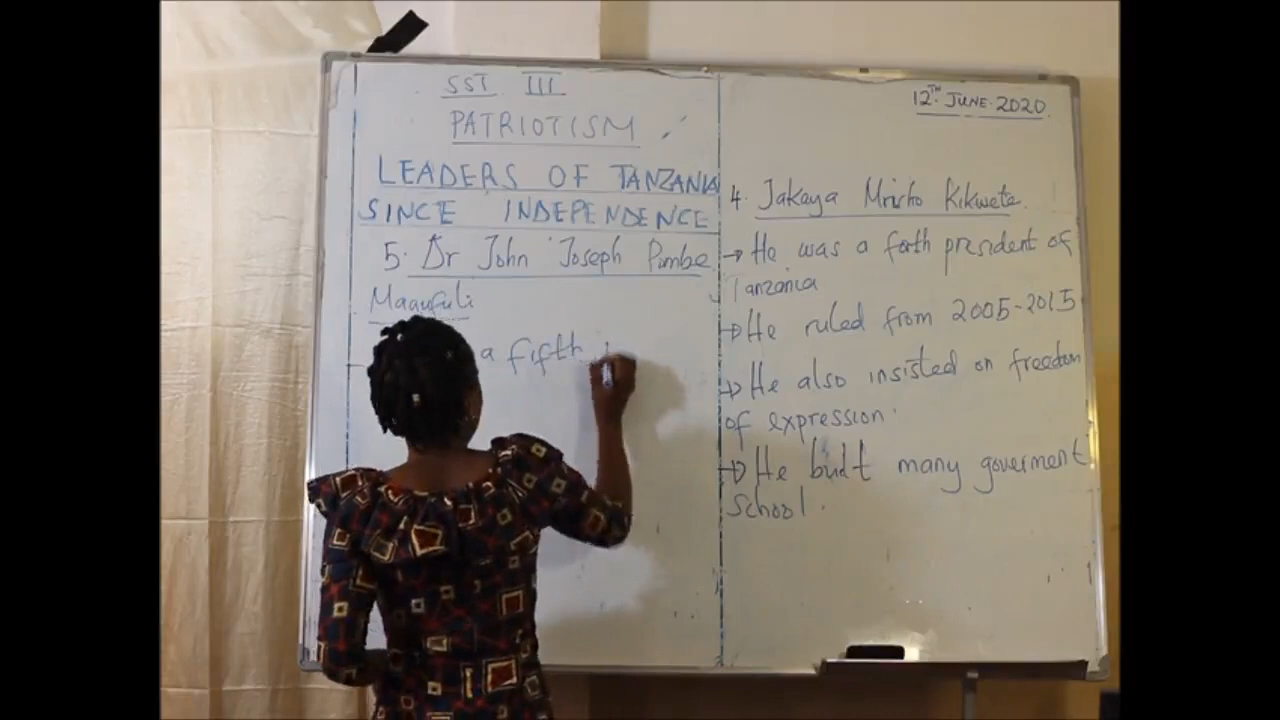 SST III
PATRIOTISM
LEADERS OF TANZANIA
SINCE INDEPENDENCE
5. Dr John Joseph Pombe
Magufuli
a fifth
12TH JUNE 2020
4. Jakaya Mrisho Kikwete.
→ He was a forth president of
Tanzania
→ He ruled from 2005-2015
→ He also insisted on freedom
of expression.
→ He built many goverment
School.